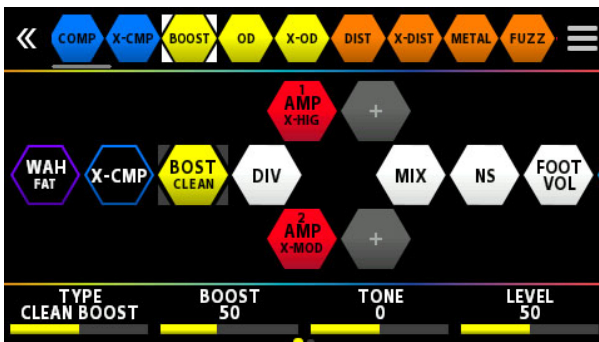 COMP X-CMP BOOST OD X-OD DIST X-DIST METAL FUZZ
1
AMP
X-HIG
+
WAH
FAT
X-CMP
BOST
CLEAN
DIV
MIX
NS
FOOT
VOL
2
AMP
X-MOD
+
TYPE
CLEAN BOOST
BOOST
50
TONE
0
LEVEL
50